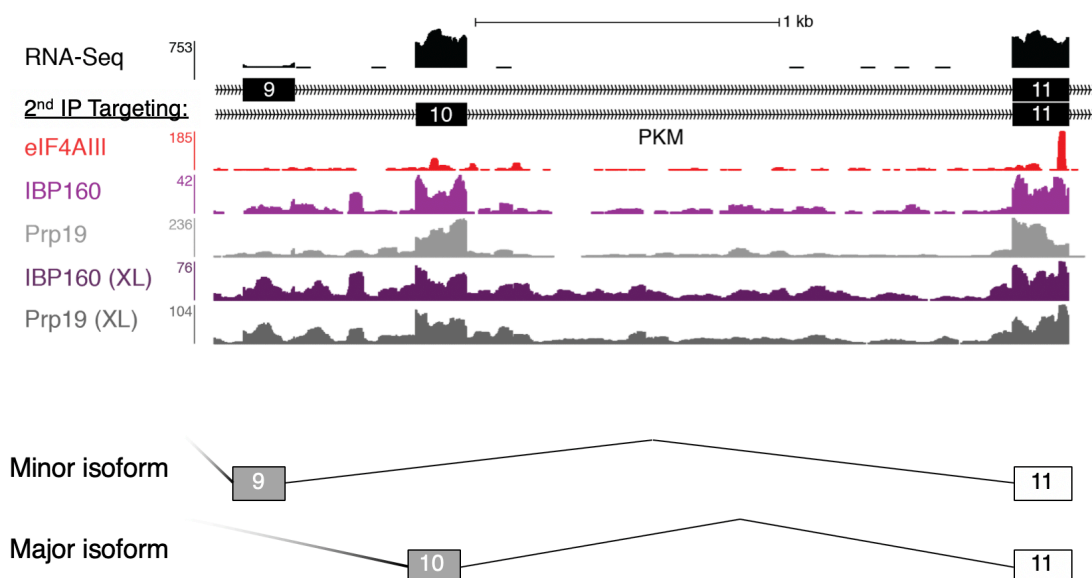 1 kb
RNA-Seq 753
9 11
2nd IP Targeting: 10 11
eIF4AIII 185 PKM
IBP160 42
Prp19 236
IBP160 (XL) 76
Prp19 (XL) 104
Minor isoform 9 11
Major isoform 10 11